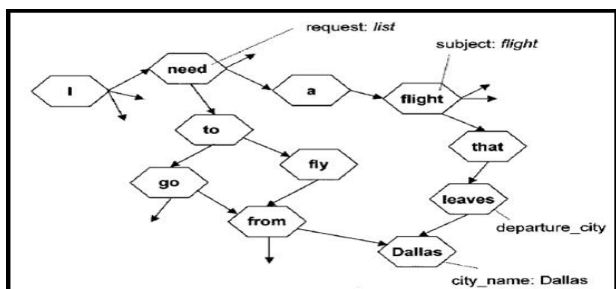 request: list
subject: flight
need
I
a
flight
to
that
fly
go
leaves
from
departure_city
Dallas
city_name: Dallas